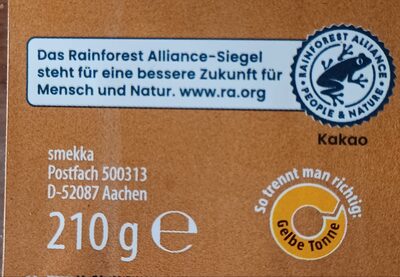 Das Rainforest Alliance-Siegel
steht für eine bessere Zukunft für
Mensch und Natur. www.ra.org
RAINFOREST ALLIANCE
PEOPLE & NATURE
Kakao
smekka
Postfach 500313
D-52087 Aachen
210 g ℮
So trennt man richtig:
Gelbe Tonne